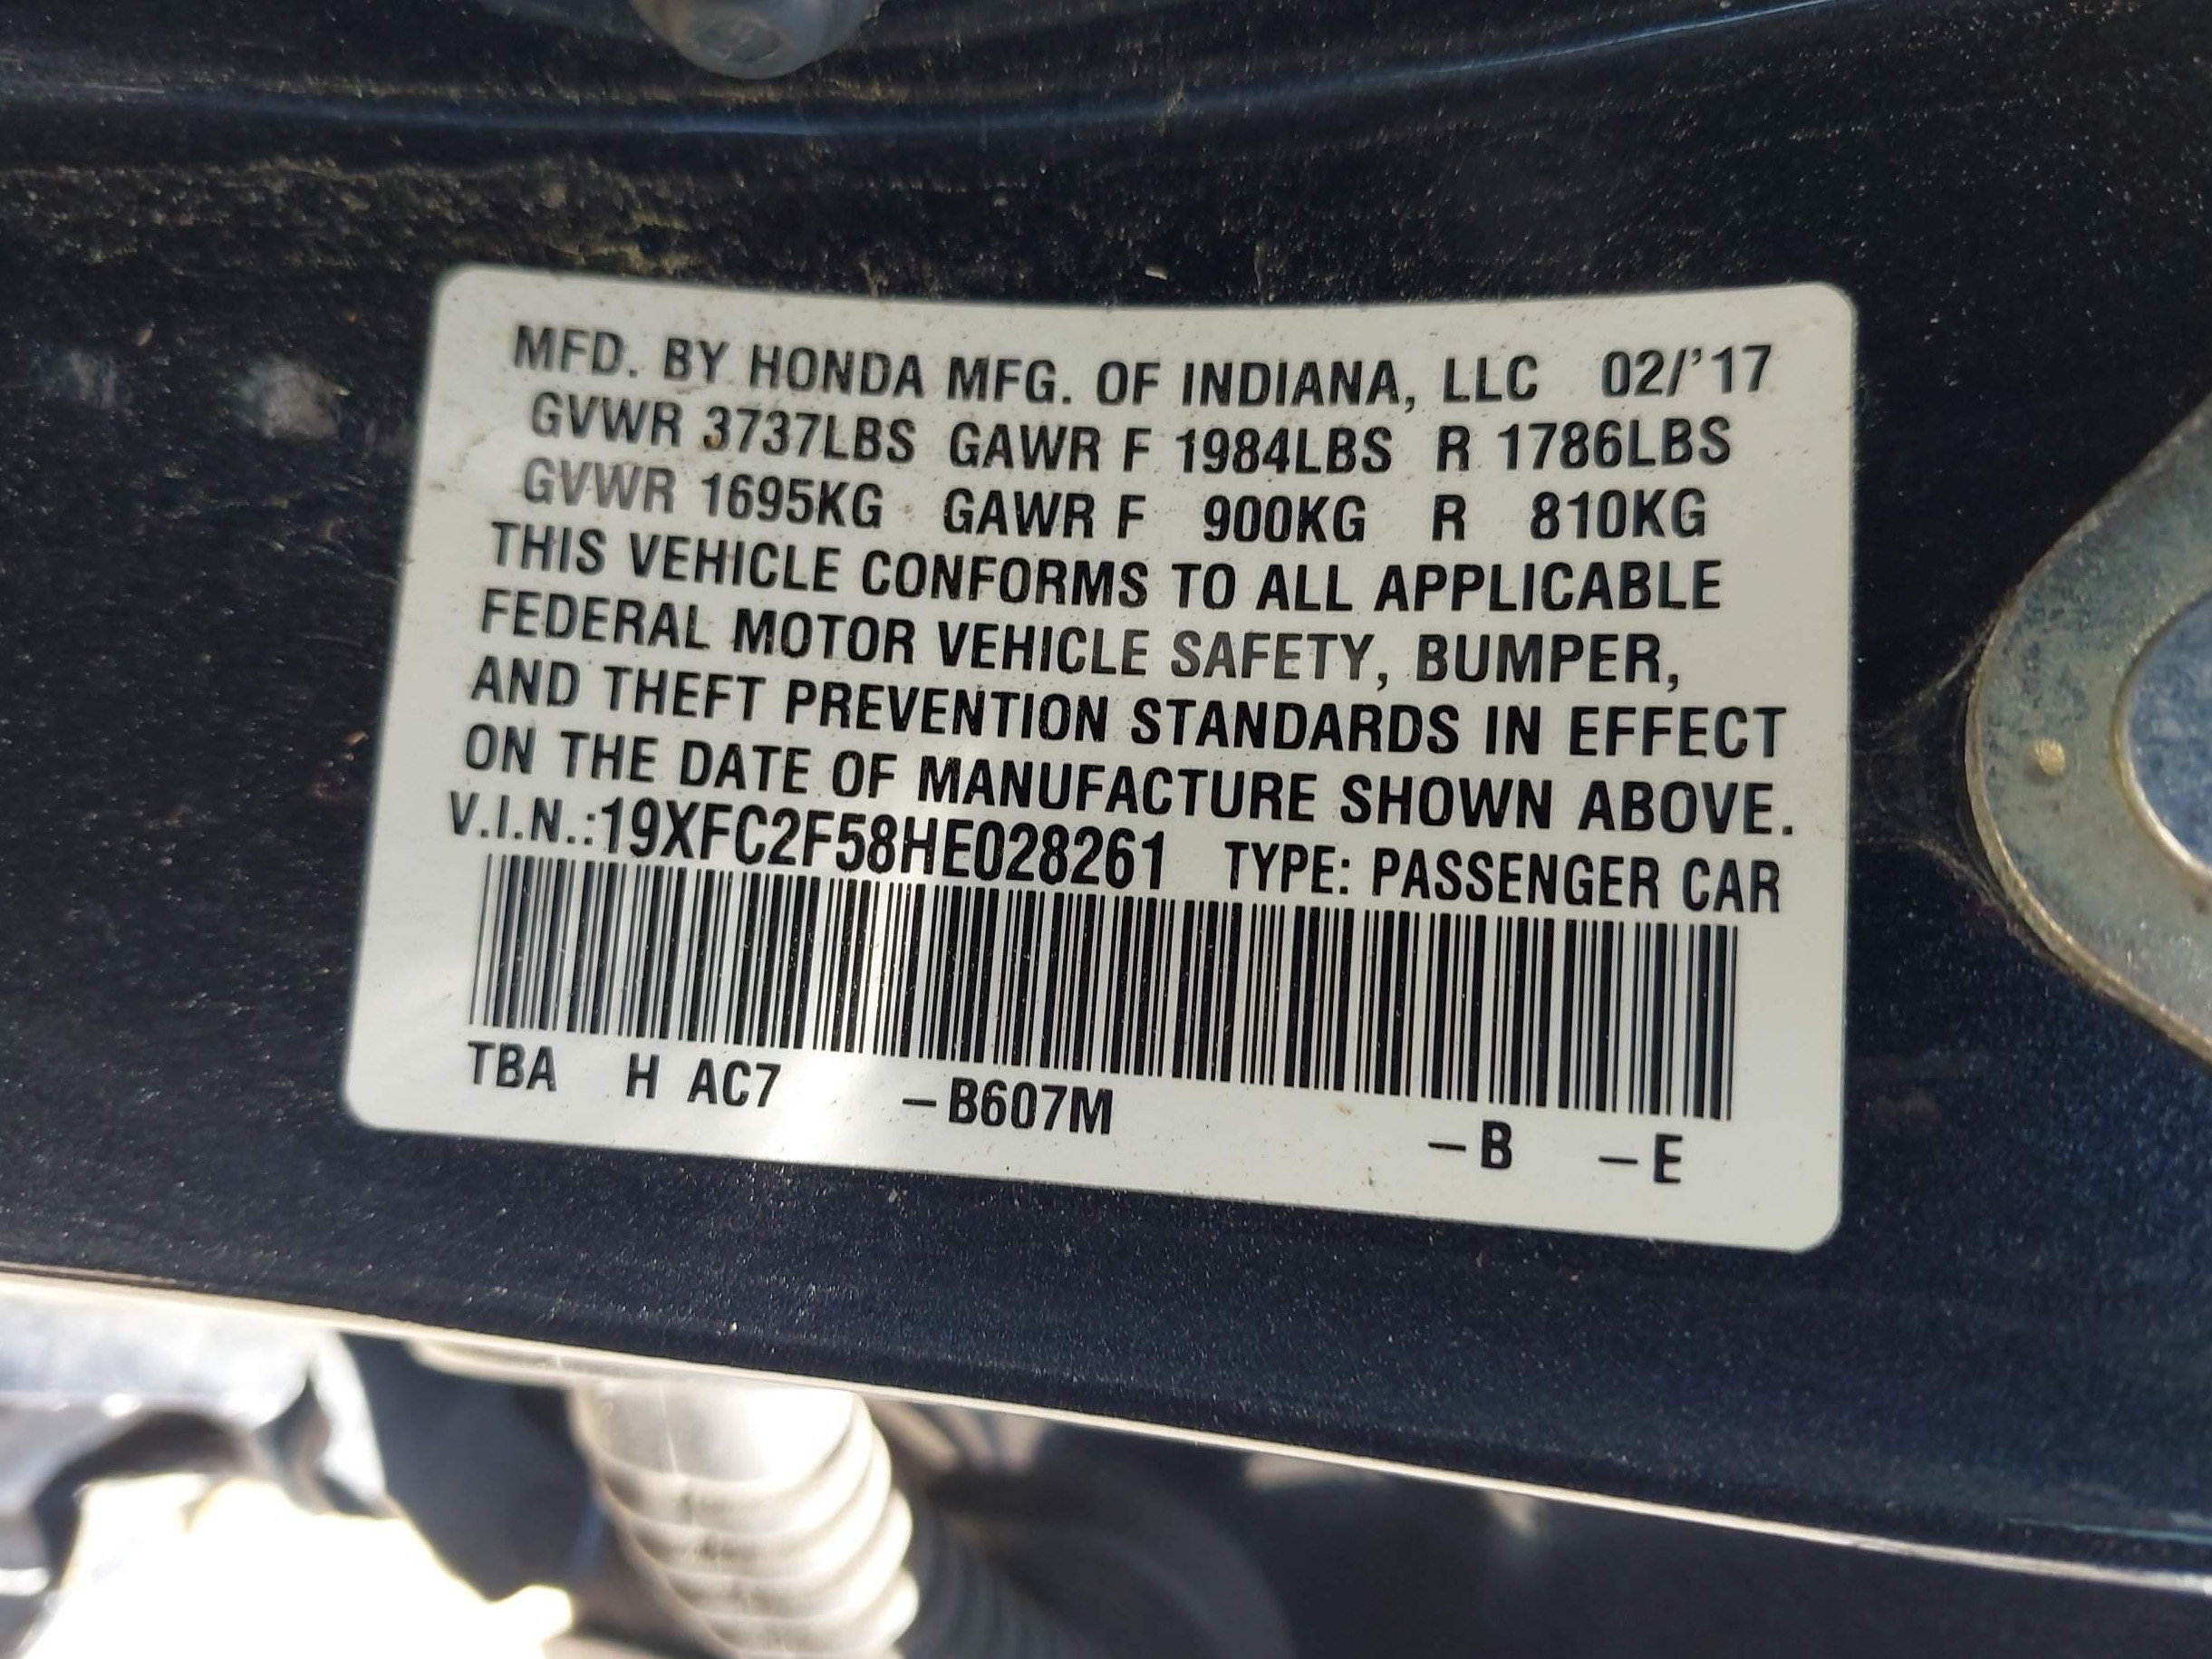 MFD. BY HONDA MFG. OF INDIANA, LLC 02/'17
GVWR 3737LBS GAWR F 1984LBS R 1786LBS
GVWR 1695KG GAWR F 900KG R 810KG
THIS VEHICLE CONFORMS TO ALL APPLICABLE
FEDERAL MOTOR VEHICLE SAFETY, BUMPER,
AND THEFT PREVENTION STANDARDS IN EFFECT
ON THE DATE OF MANUFACTURE SHOWN ABOVE.
V.I.N.:19XFC2F58HE028261 TYPE: PASSENGER CAR
TBA H AC7 –B607M –B –E